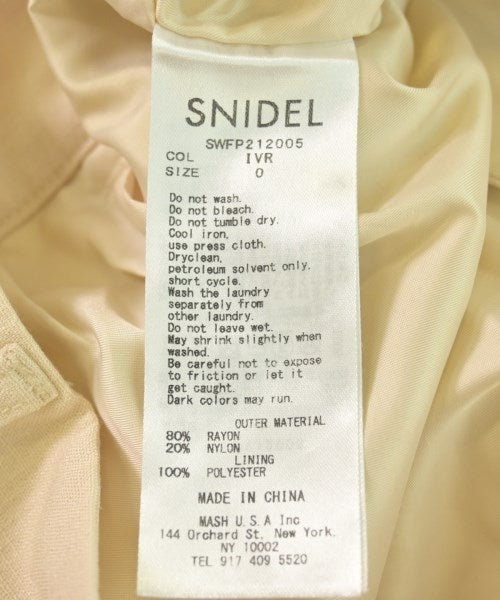 SNIDEL
SWFP212005
COL IVR
SIZE 0
Do not wash.
Do not bleach.
Do not tumble dry.
Cool iron,
use press cloth.
Dryclean,
petroleum solvent only.
short cycle.
Wash the laundry
separately from
other laundry.
Do not leave wet.
May shrink slightly when
washed.
Be careful not to expose
to friction or let it
get caught.
Dark colors may run.
OUTER MATERIAL
80% RAYON
20% NYLON
LINING
100% POLYESTER
MADE IN CHINA
MASH U.S.A Inc
144 Orchard St, New York,
NY 10002
TEL 917 409 5520